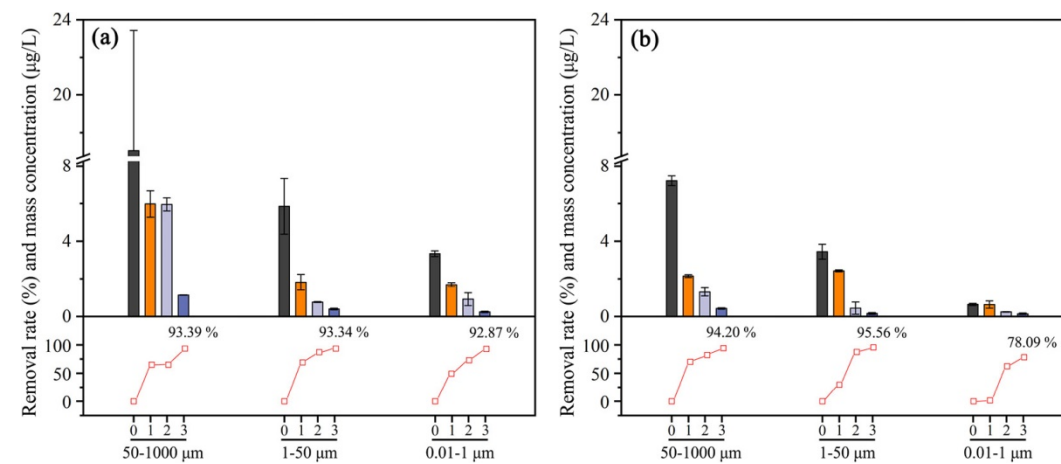 (a)
Removal rate (%) and mass concentration (μg/L)
24
20
8
4
0
93.39 %
93.34 %
92.87 %
100
50
0
0 1 2 3
0 1 2 3
0 1 2 3
50-1000 μm
1-50 μm
0.01-1 μm
(b)
Removal rate (%) and mass concentration (μg/L)
24
20
8
4
0
94.20 %
95.56 %
78.09 %
100
50
0
0 1 2 3
0 1 2 3
0 1 2 3
50-1000 μm
1-50 μm
0.01-1 μm